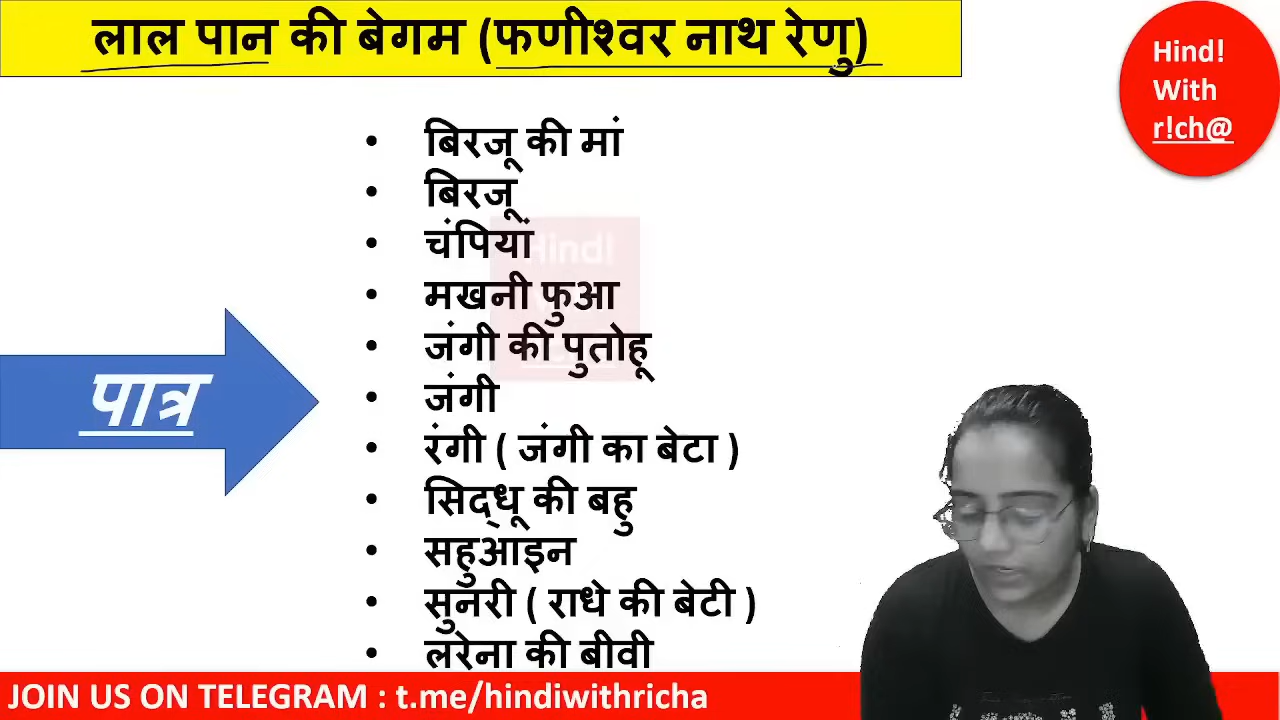 लाल पान की बेगम (फणीश्वर नाथ रेणु)
Hind!
With
r!ch@
• बिरजू की मां
• बिरजू
• चंपियां
• मखनी फुआ
• जंगी की पुतोहू
• जंगी
• रंगी ( जंगी का बेटा )
• सिद्धू की बहु
• सहुआइन
• सुनरी ( राधे की बेटी )
• लरेना की बीवी
पात्र
Hind!
JOIN US ON TELEGRAM : t.me/hindiwithricha